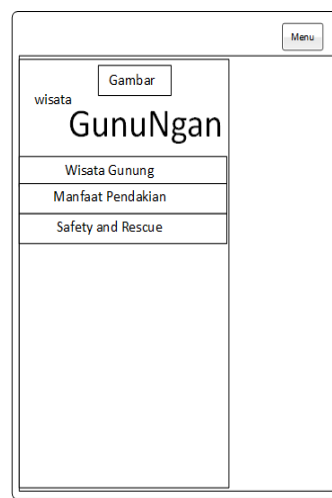 Menu
Gambar
wisata
GunuNgan
Wisata Gunung
Manfaat Pendakian
Safety and Rescue